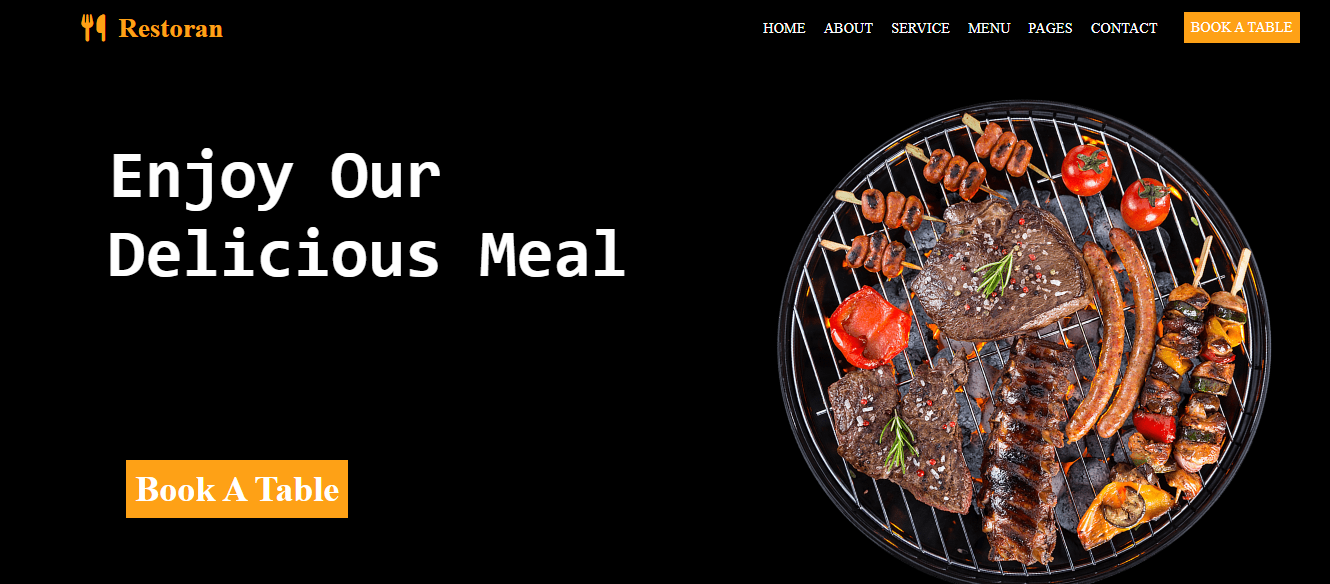 Restoran
HOME ABOUT SERVICE MENU PAGES CONTACT BOOK A TABLE
Enjoy Our
Delicious Meal
Book A Table